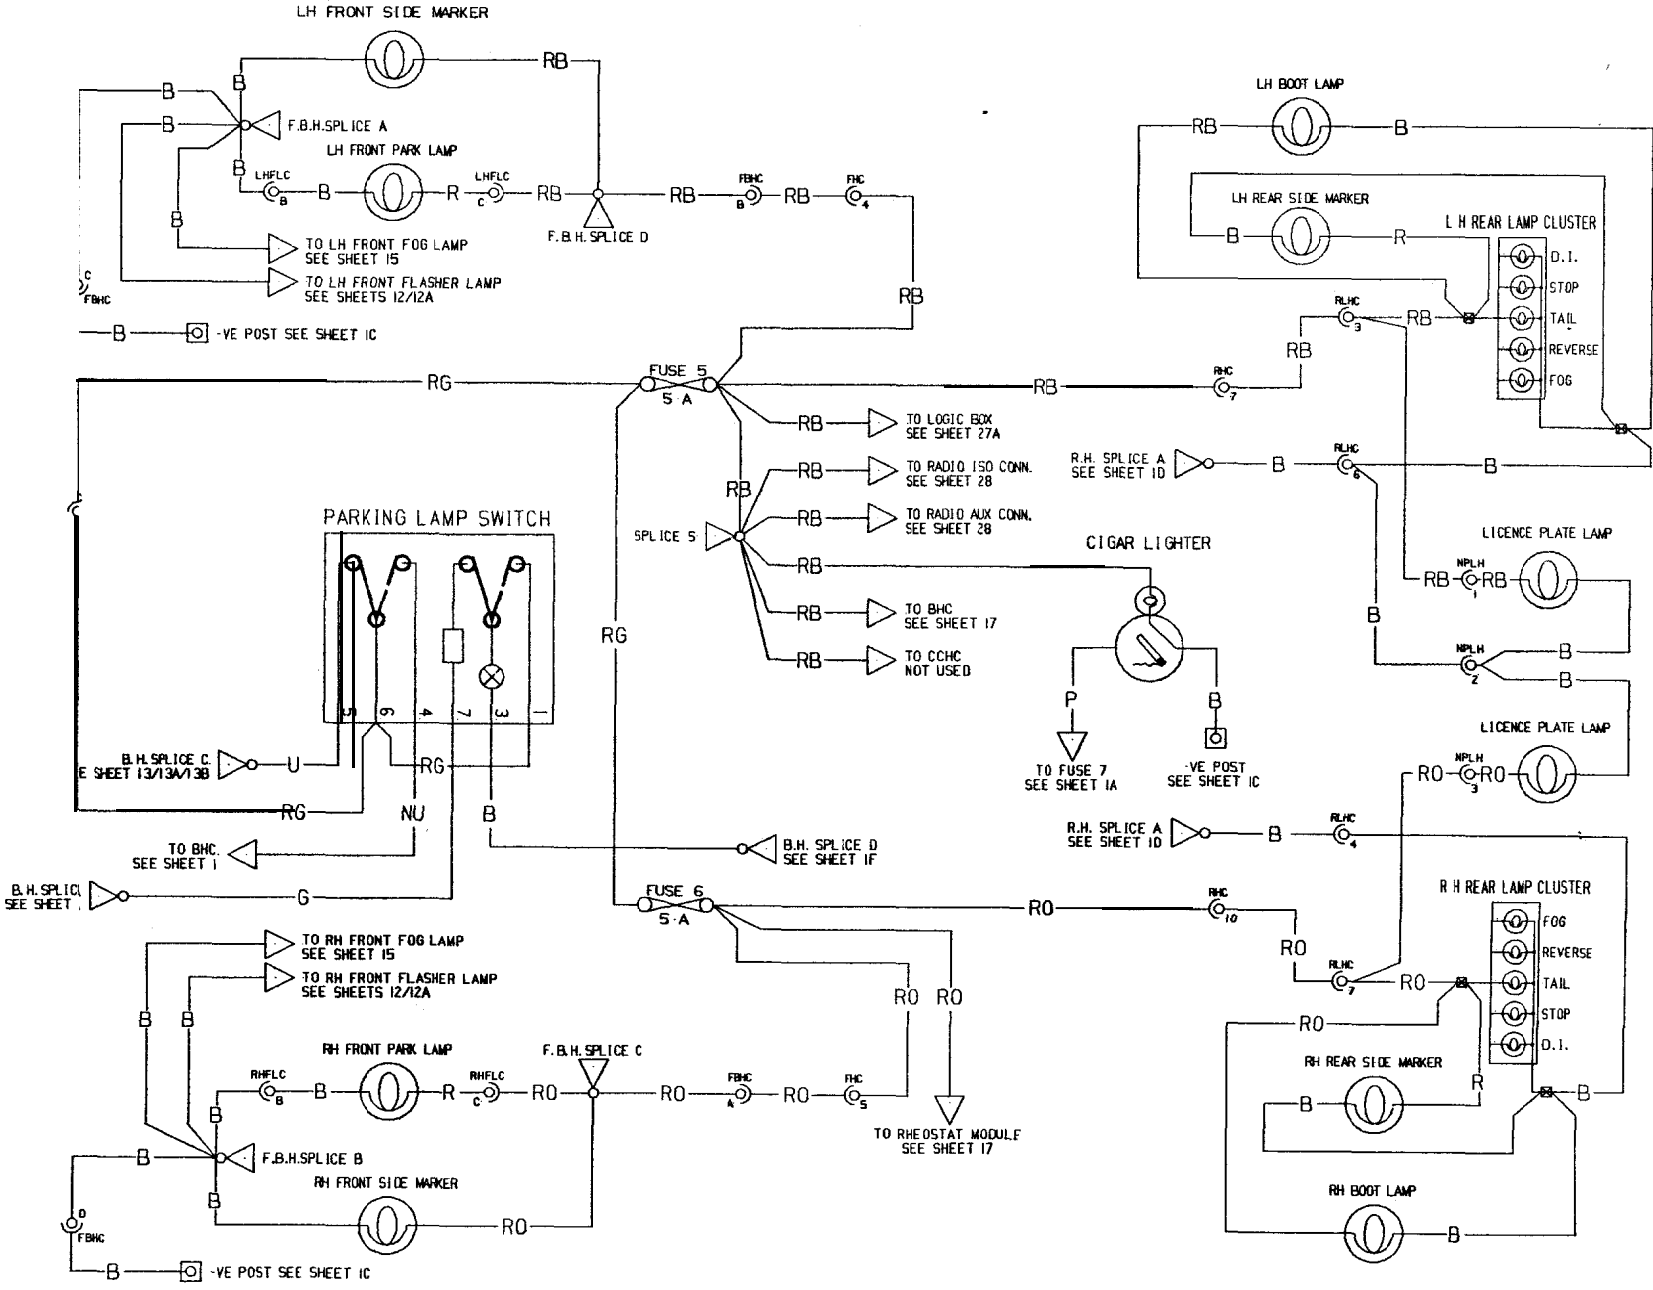 LH FRONT SIDE MARKER
RB
B
B
B
F.B.H.SPLICE A
LH FRONT PARK LAMP
B
LHFLC
B
B
R
LHFLC
C
RB
RB
FBHC
B
RB
FHC
4
F.B.H.SPLICE D
B
TO LH FRONT FOG LAMP
SEE SHEET 15
TO LH FRONT FLASHER LAMP
SEE SHEETS 12/12A
C
FBHC
B
-VE POST SEE SHEET 1C
RB
LH BOOT LAMP
RB
B
LH REAR SIDE MARKER
B
R
L H REAR LAMP CLUSTER
D.I.
STOP
TAIL
REVERSE
FOG
RLHC
3
RB
RB
RG
FUSE 5
5 A
RB
RHC
7
RB
TO LOGIC BOX
SEE SHEET 27A
RB
TO RADIO ISO CONN.
SEE SHEET 28
RB
RB
TO RADIO AUX CONN.
SEE SHEET 28
SPLICE 5
RB
RB
TO BHC
SEE SHEET 17
RB
TO CCHC
NOT USED
R.H. SPLICE A
SEE SHEET 1D
B
RLHC
6
B
CIGAR LIGHTER
P
B
TO FUSE 7
SEE SHEET 1A
-VE POST
SEE SHEET 1C
LICENCE PLATE LAMP
RB
NPLH
1
RB
B
NPLH
2
B
B
LICENCE PLATE LAMP
RO
NPLH
3
RO
PARKING LAMP SWITCH
5
6
4
7
3
1
RG
B.H.SPLICE C.
E SHEET 13/13A/13B
U
RG
RG
NU
B
TO BHC.
SEE SHEET 1
B.H. SPLICE D
SEE SHEET 1F
B.H.SPLIC
SEE SHEET
G
R.H. SPLICE A
SEE SHEET 1D
B
RLHC
4
FUSE 6
5 A
RO
RHC
10
RO
RLHC
7
RO
R H REAR LAMP CLUSTER
FOG
REVERSE
TAIL
STOP
D.I.
RO
RH REAR SIDE MARKER
B
R
B
RH BOOT LAMP
B
TO RH FRONT FOG LAMP
SEE SHEET 15
TO RH FRONT FLASHER LAMP
SEE SHEETS 12/12A
RO
RO
B
B
RH FRONT PARK LAMP
F.B.H.SPLICE C
RHFLC
B
B
R
RHFLC
C
RO
RO
FBHC
A
RO
FHC
5
TO RHEOSTAT MODULE
SEE SHEET 17
B
B
F.B.H.SPLICE B
RH FRONT SIDE MARKER
B
RO
D
FBHC
B
-VE POST SEE SHEET 1C